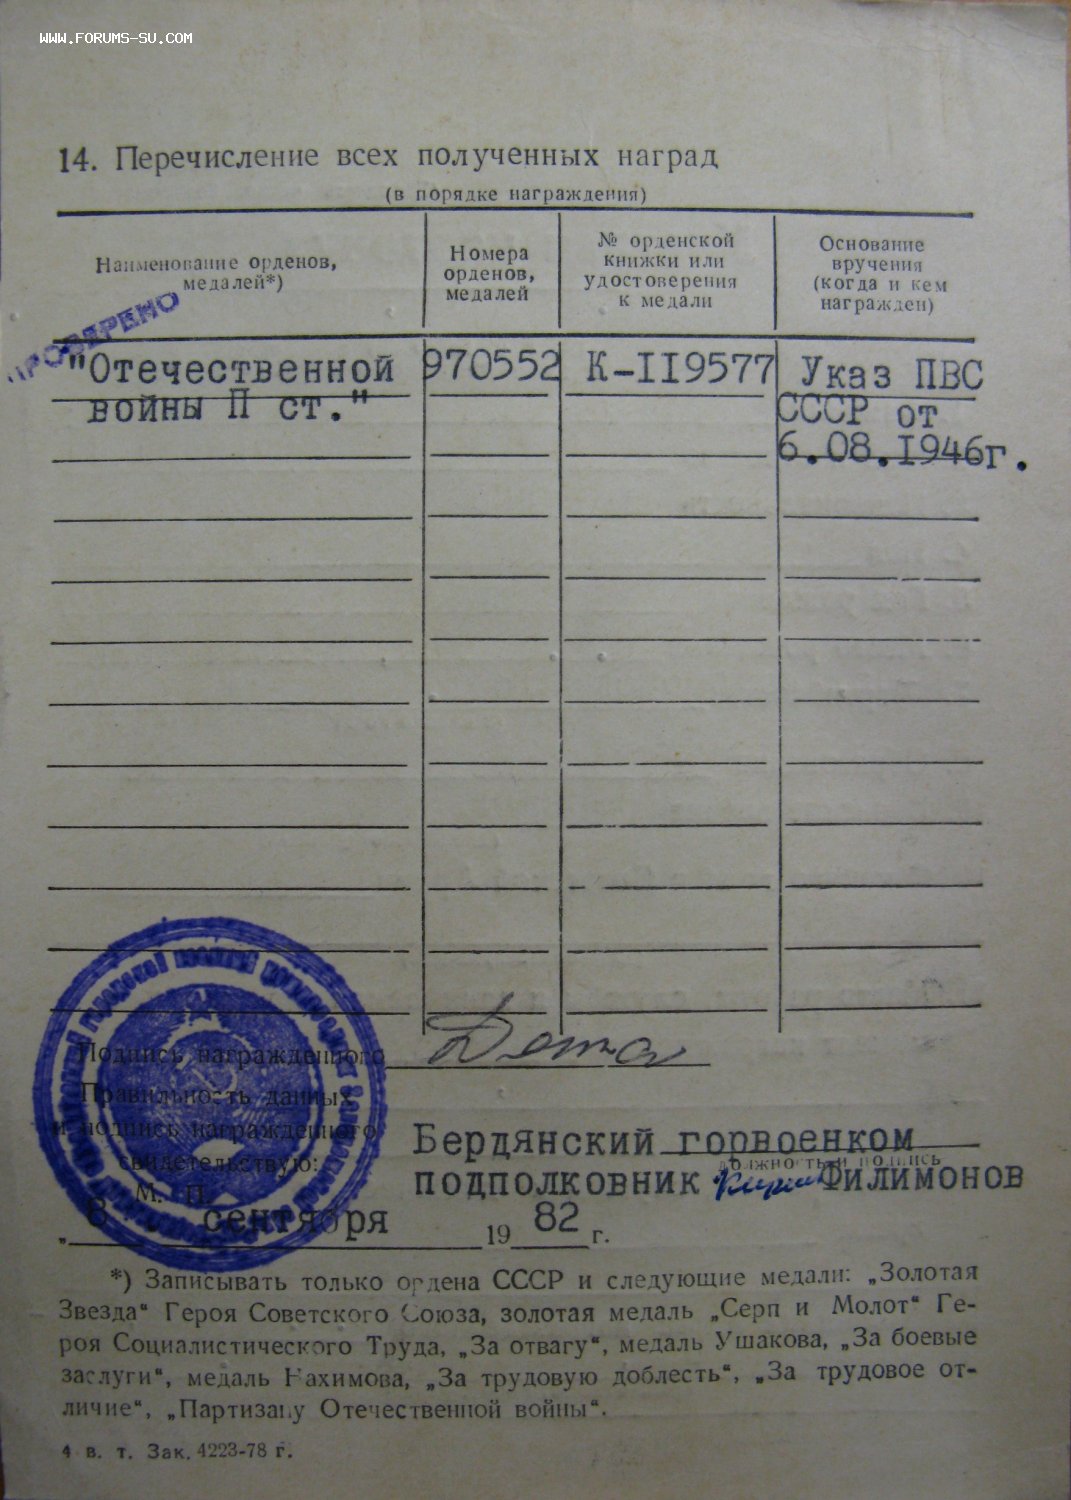 WWW.FORUMS-SU.COM
14. Перечисление всех полученных наград
(в порядке награждения)
Наименование орденов,
медалей*)
Номера
орденов,
медалей
№ орденской
книжки или
удостоверения
к медали
Основание
вручения
(когда и кем
награжден)
ПРОВЕРЕНО
"Отечественной
войны П ст."
970552
К-II9577
Указ ПВС
СССР от
6.08.I946г.
Подпись награжденного
Правильность данных
и подпись награжденного
свидетельствую:
М. П.
Бердянский горвоенком
должность и подпись
подполковник Филимонов
„8 сентября 1982 г.
*) Записывать только ордена СССР и следующие медали: „Золотая
Звезда“ Героя Советского Союза, золотая медаль „Серп и Молот“ Ге-
роя Социалистического Труда, „За отвагу“, медаль Ушакова, „За боевые
заслуги“, медаль Нахимова, „За трудовую доблесть“, „За трудовое от-
личие“, „Партизану Отечественной войны“.
4 в. т. Зак. 4223-78 г.